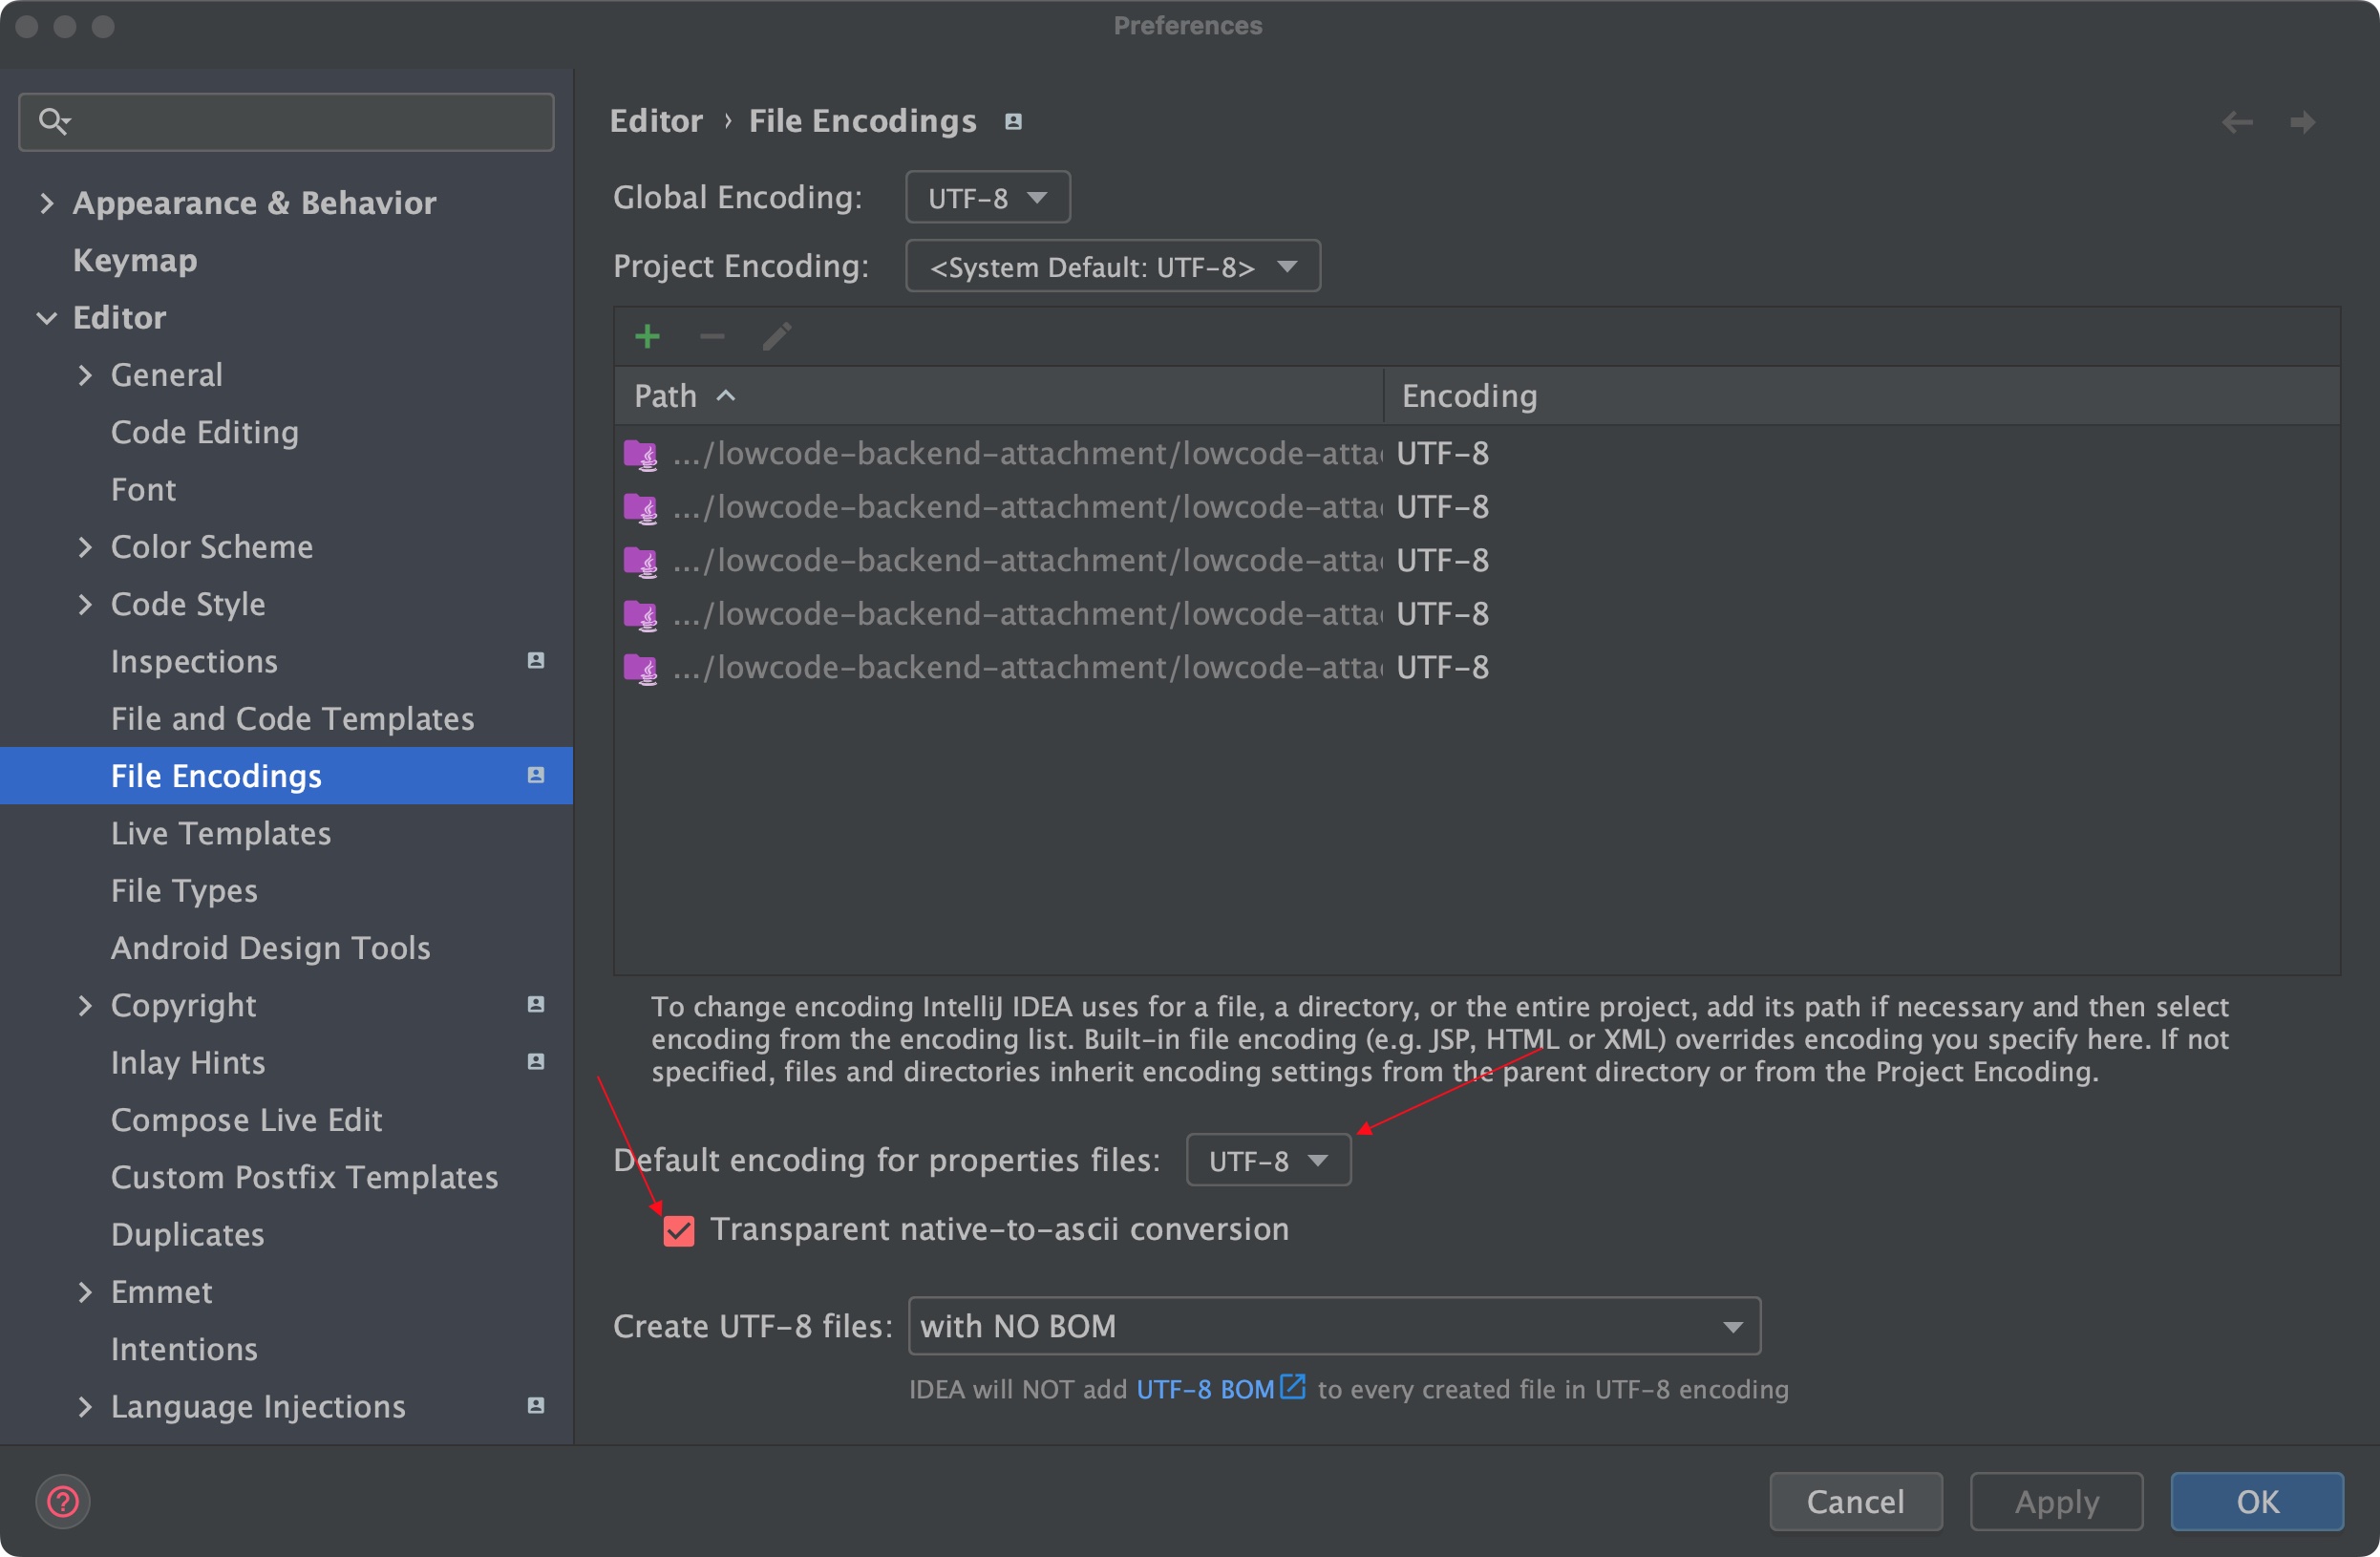 Preferences
Appearance & Behavior
Keymap
Editor
General
Code Editing
Font
Color Scheme
Code Style
Inspections
File and Code Templates
File Encodings
Live Templates
File Types
Android Design Tools
Copyright
Inlay Hints
Compose Live Edit
Custom Postfix Templates
Duplicates
Emmet
Intentions
Language Injections
Editor › File Encodings
Global Encoding: UTF-8
Project Encoding: <System Default: UTF-8>
Path Encoding
.../lowcode-backend-attachment/lowcode-attac UTF-8
.../lowcode-backend-attachment/lowcode-attac UTF-8
.../lowcode-backend-attachment/lowcode-attac UTF-8
.../lowcode-backend-attachment/lowcode-attac UTF-8
.../lowcode-backend-attachment/lowcode-attac UTF-8
To change encoding IntelliJ IDEA uses for a file, a directory, or the entire project, add its path if necessary and then select
encoding from the encoding list. Built-in file encoding (e.g. JSP, HTML or XML) overrides encoding you specify here. If not
specified, files and directories inherit encoding settings from the parent directory or from the Project Encoding.
Default encoding for properties files: UTF-8
Transparent native-to-ascii conversion
Create UTF-8 files: with NO BOM
IDEA will NOT add UTF-8 BOM to every created file in UTF-8 encoding
? Cancel Apply OK